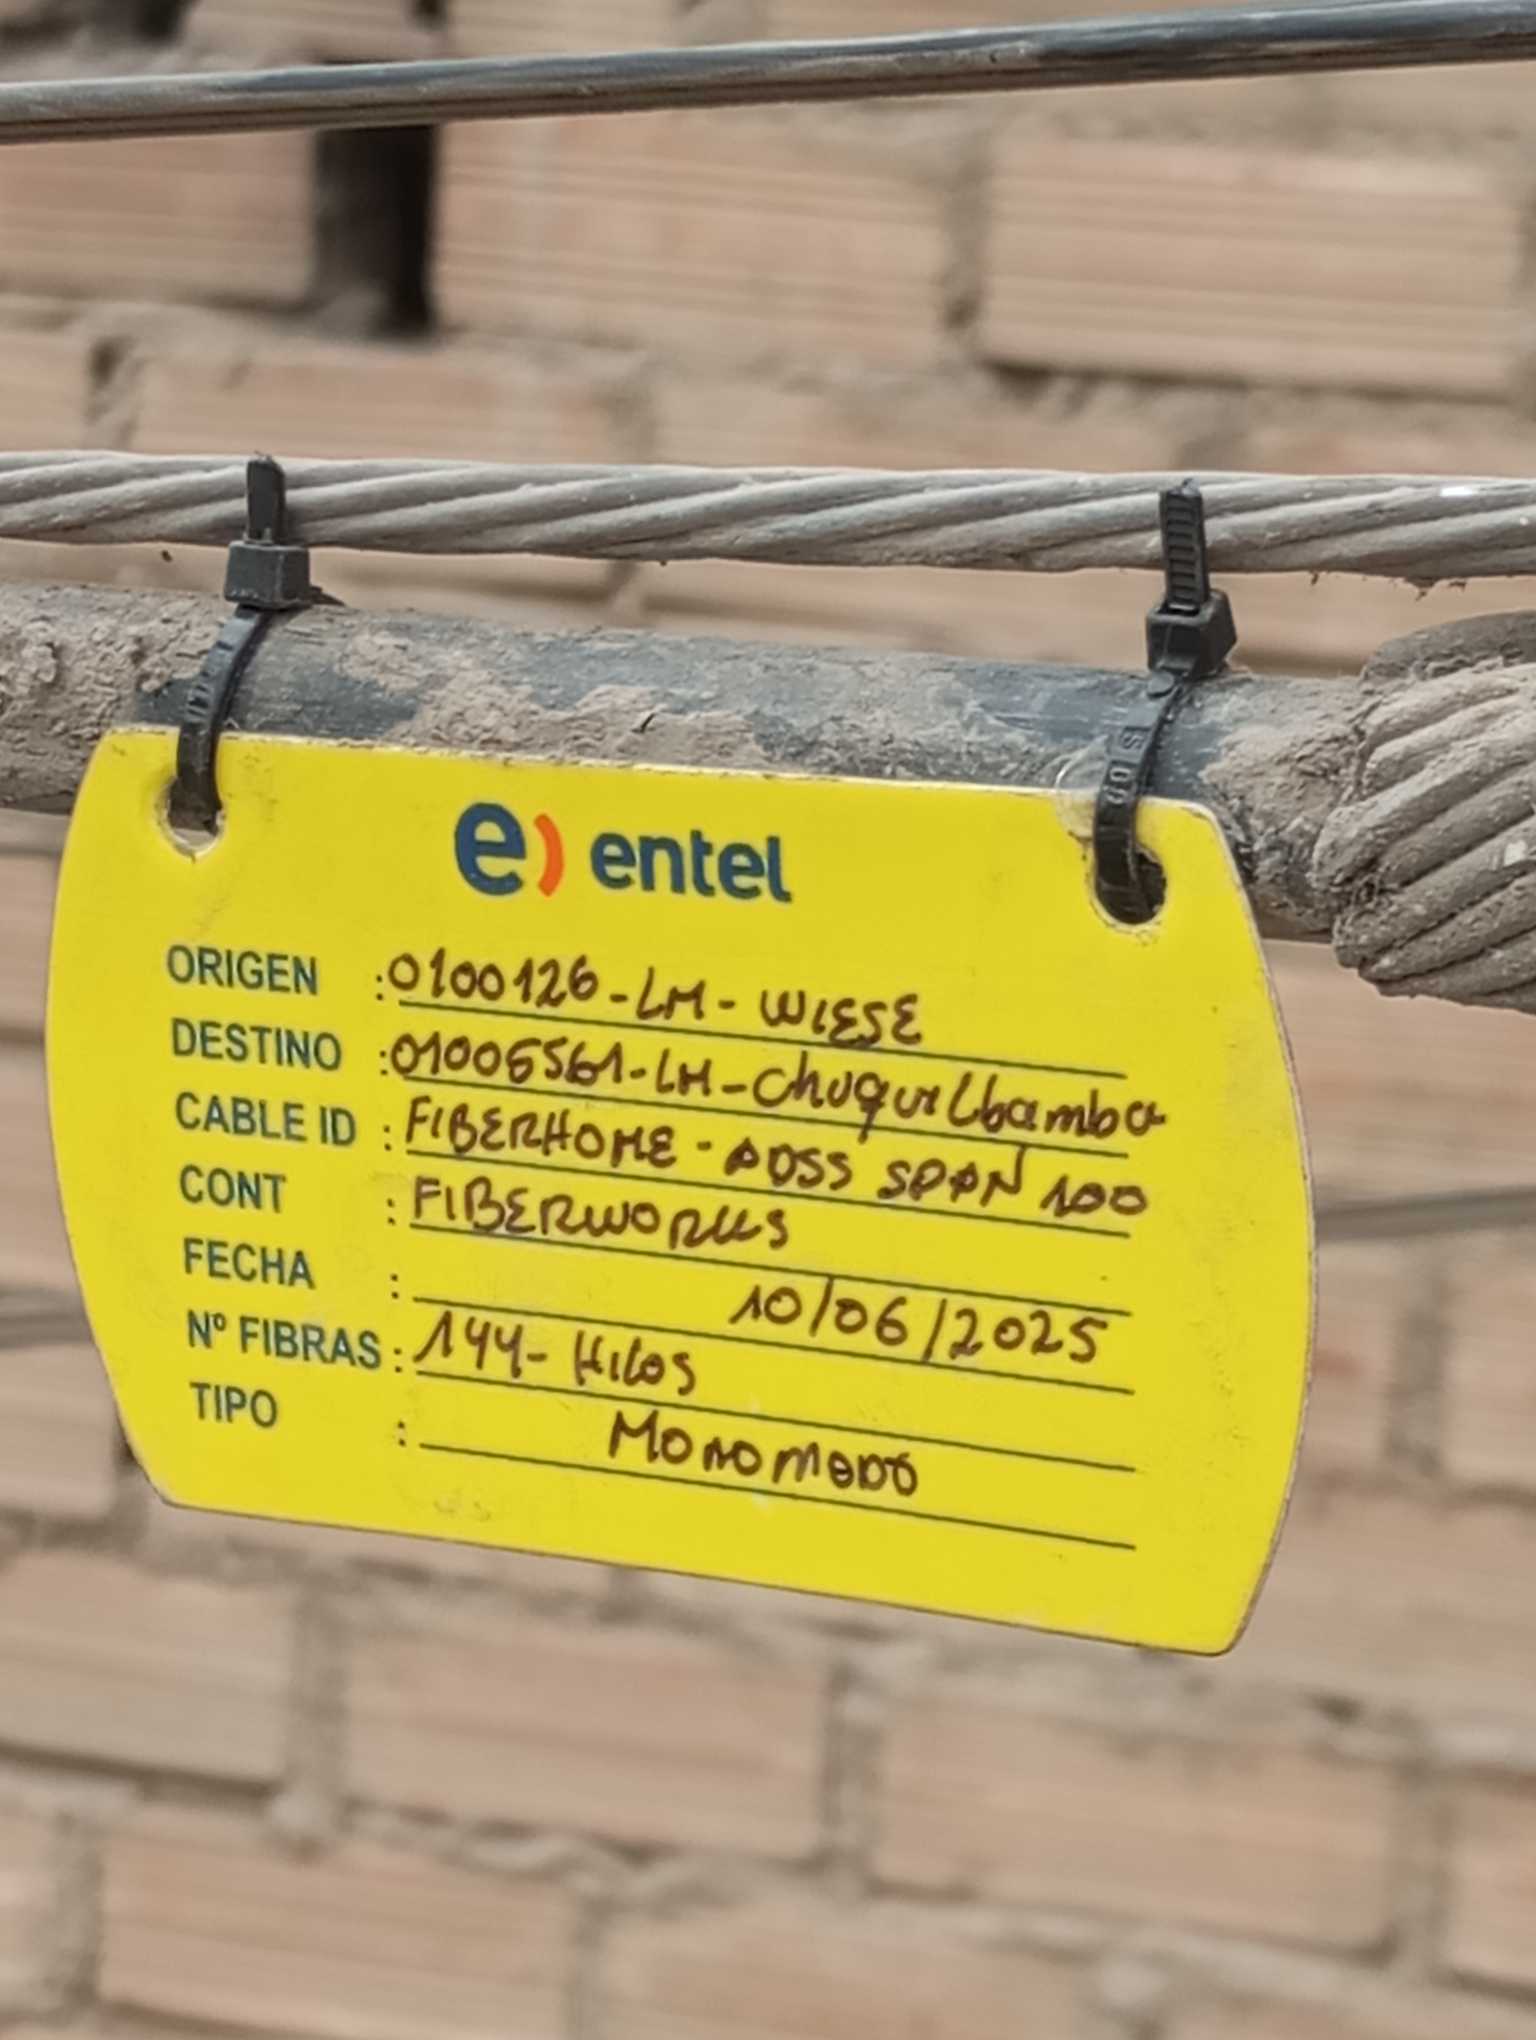 e) entel
ORIGEN : 0100126-LM-WIESE
DESTINO : 01006561-LM-Chuquillbamba
CABLE ID : FIBERHOME-ADSS SPAN 100
CONT : FIBERWORKS
FECHA : 10/06/2025
Nº FIBRAS : 144-Hilos
TIPO : MONOMODO